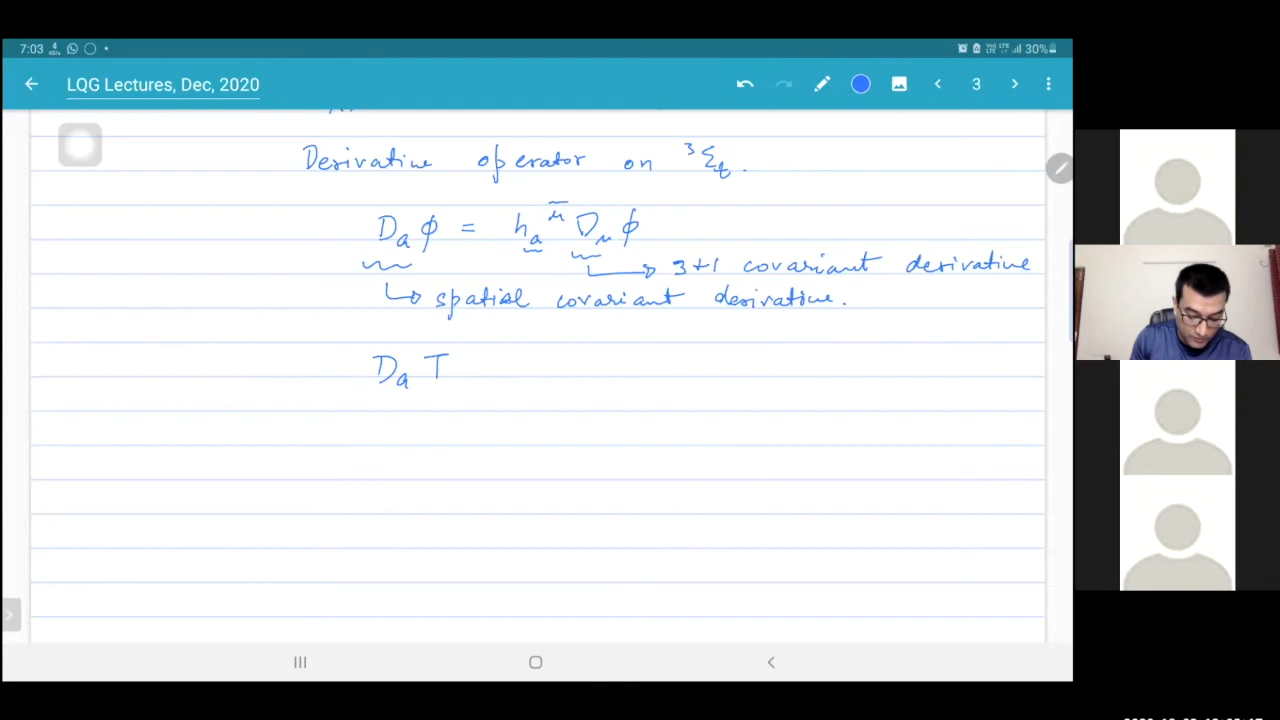 7:03
30%
LQG Lectures, Dec, 2020
3
Derivative operator on ³Σₜ.
Dₐ ϕ = hₐ^μ D_μ ϕ
→ 3+1 covariant derivative
→ spatial covariant derivative.
Dₐ T